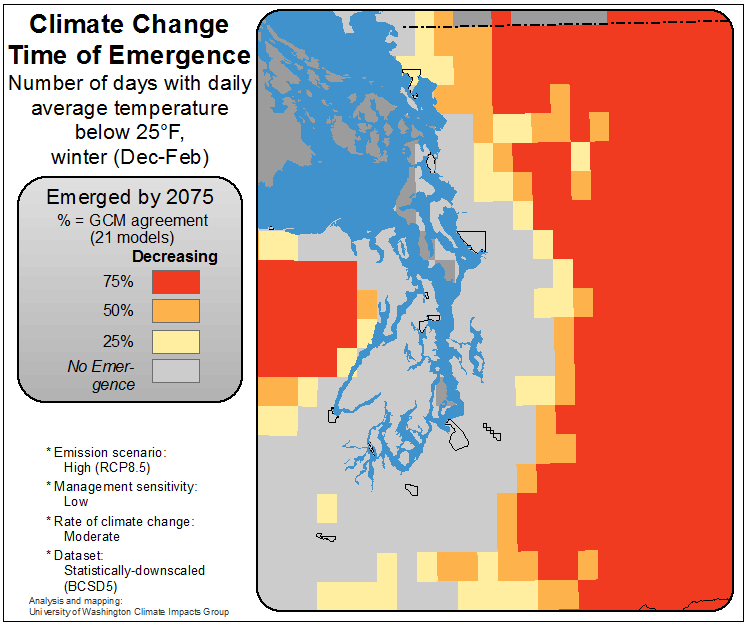 Climate Change
Time of Emergence
Number of days with daily
average temperature
below 25°F,
winter (Dec-Feb)
Emerged by 2075
% = GCM agreement
(21 models)
Decreasing
75%
50%
25%
No Emer-
gence
* Emission scenario:
High (RCP8.5)
* Management sensitivity:
Low
* Rate of climate change:
Moderate
* Dataset:
Statistically-downscaled
(BCSD5)
Analysis and mapping:
University of Washington Climate Impacts Group